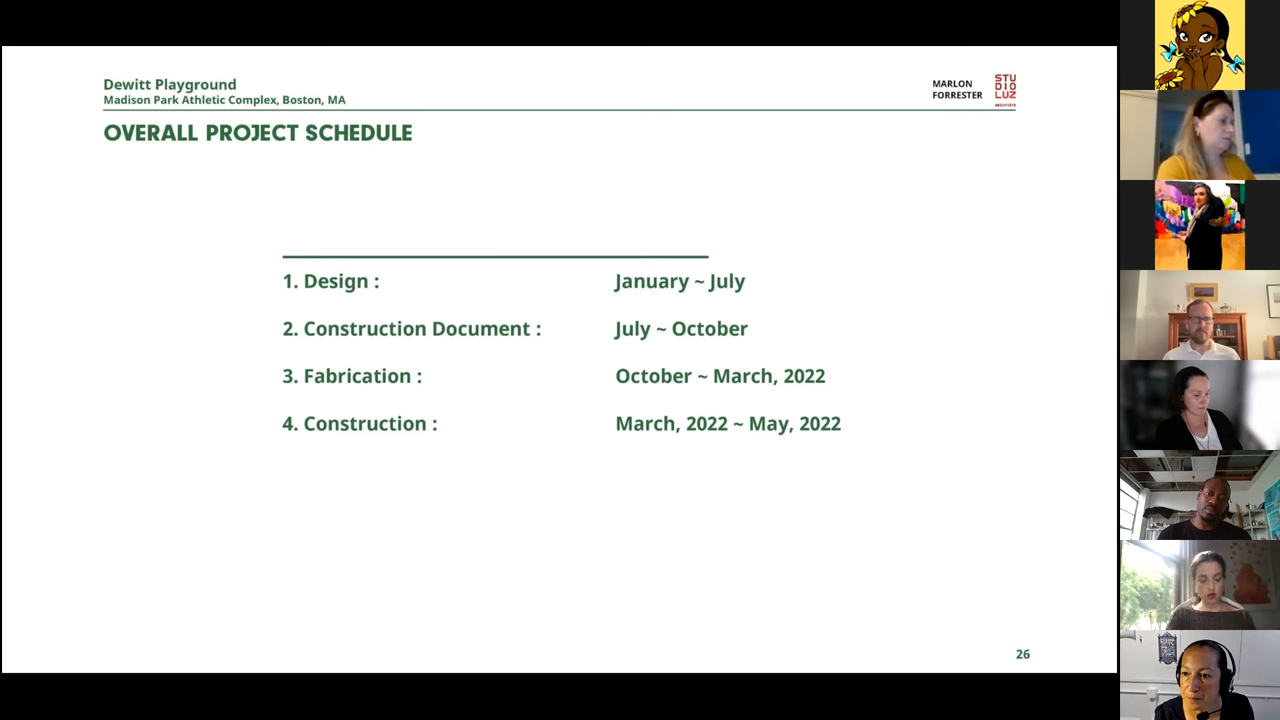 Dewitt Playground
Madison Park Athletic Complex, Boston, MA
MARLON
FORRESTER
STU
DIO
LUZ
ARCHITECTS
OVERALL PROJECT SCHEDULE
1. Design : January ~ July
2. Construction Document : July ~ October
3. Fabrication : October ~ March, 2022
4. Construction : March, 2022 ~ May, 2022
26